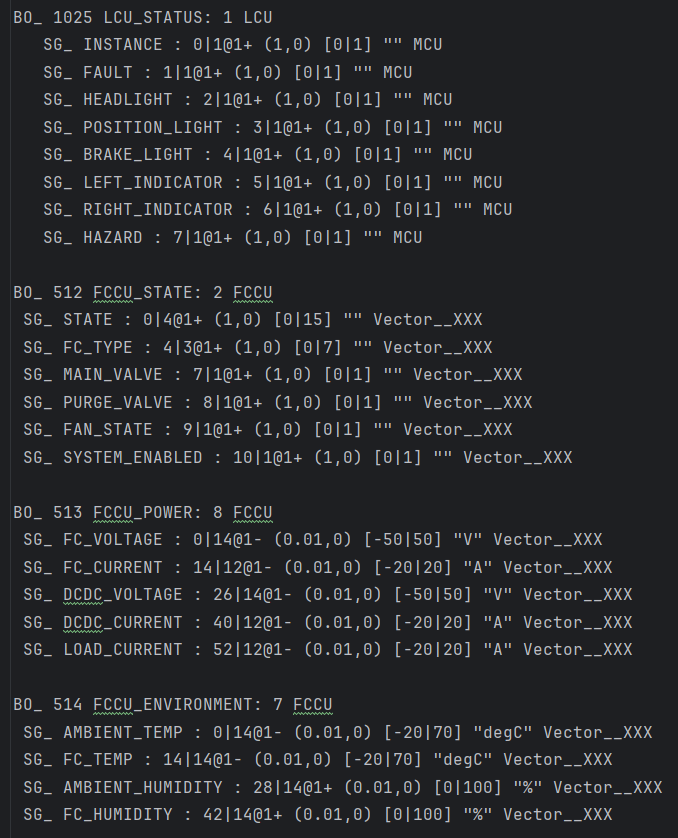 BO_ 1025 LCU_STATUS: 1 LCU
SG_ INSTANCE : 0|1@1+ (1,0) [0|1] "" MCU
SG_ FAULT : 1|1@1+ (1,0) [0|1] "" MCU
SG_ HEADLIGHT : 2|1@1+ (1,0) [0|1] "" MCU
SG_ POSITION_LIGHT : 3|1@1+ (1,0) [0|1] "" MCU
SG_ BRAKE_LIGHT : 4|1@1+ (1,0) [0|1] "" MCU
SG_ LEFT_INDICATOR : 5|1@1+ (1,0) [0|1] "" MCU
SG_ RIGHT_INDICATOR : 6|1@1+ (1,0) [0|1] "" MCU
SG_ HAZARD : 7|1@1+ (1,0) [0|1] "" MCU
BO_ 512 FCCU_STATE: 2 FCCU
SG_ STATE : 0|4@1+ (1,0) [0|15] "" Vector__XXX
SG_ FC_TYPE : 4|3@1+ (1,0) [0|7] "" Vector__XXX
SG_ MAIN_VALVE : 7|1@1+ (1,0) [0|1] "" Vector__XXX
SG_ PURGE_VALVE : 8|1@1+ (1,0) [0|1] "" Vector__XXX
SG_ FAN_STATE : 9|1@1+ (1,0) [0|1] "" Vector__XXX
SG_ SYSTEM_ENABLED : 10|1@1+ (1,0) [0|1] "" Vector__XXX
BO_ 513 FCCU_POWER: 8 FCCU
SG_ FC_VOLTAGE : 0|14@1- (0.01,0) [-50|50] "V" Vector__XXX
SG_ FC_CURRENT : 14|12@1- (0.01,0) [-20|20] "A" Vector__XXX
SG_ DCDC_VOLTAGE : 26|14@1- (0.01,0) [-50|50] "V" Vector__XXX
SG_ DCDC_CURRENT : 40|12@1- (0.01,0) [-20|20] "A" Vector__XXX
SG_ LOAD_CURRENT : 52|12@1- (0.01,0) [-20|20] "A" Vector__XXX
BO_ 514 FCCU_ENVIRONMENT: 7 FCCU
SG_ AMBIENT_TEMP : 0|14@1- (0.01,0) [-20|70] "degC" Vector__XXX
SG_ FC_TEMP : 14|14@1- (0.01,0) [-20|70] "degC" Vector__XXX
SG_ AMBIENT_HUMIDITY : 28|14@1+ (0.01,0) [0|100] "%" Vector__XXX
SG_ FC_HUMIDITY : 42|14@1+ (0.01,0) [0|100] "%" Vector__XXX